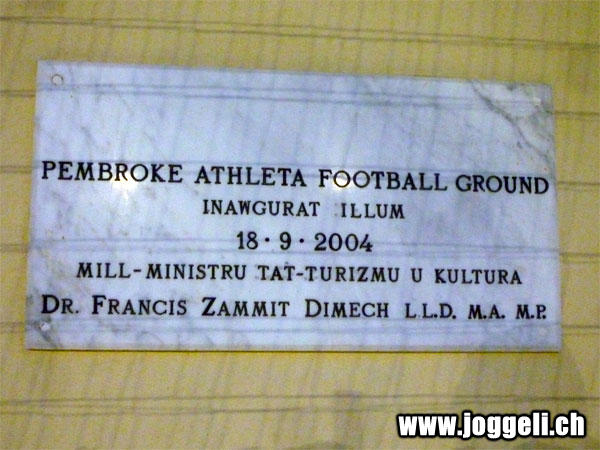 PEMBROKE ATHLETA FOOTBALL GROUND
INAWGURAT ILLUM
18·9·2004
MILL-MINISTRU TAT-TURIZMU U KULTURA
DR. FRANCIS ZAMMIT DIMECH L.L.D. M.A. M.P.
www.joggeli.ch